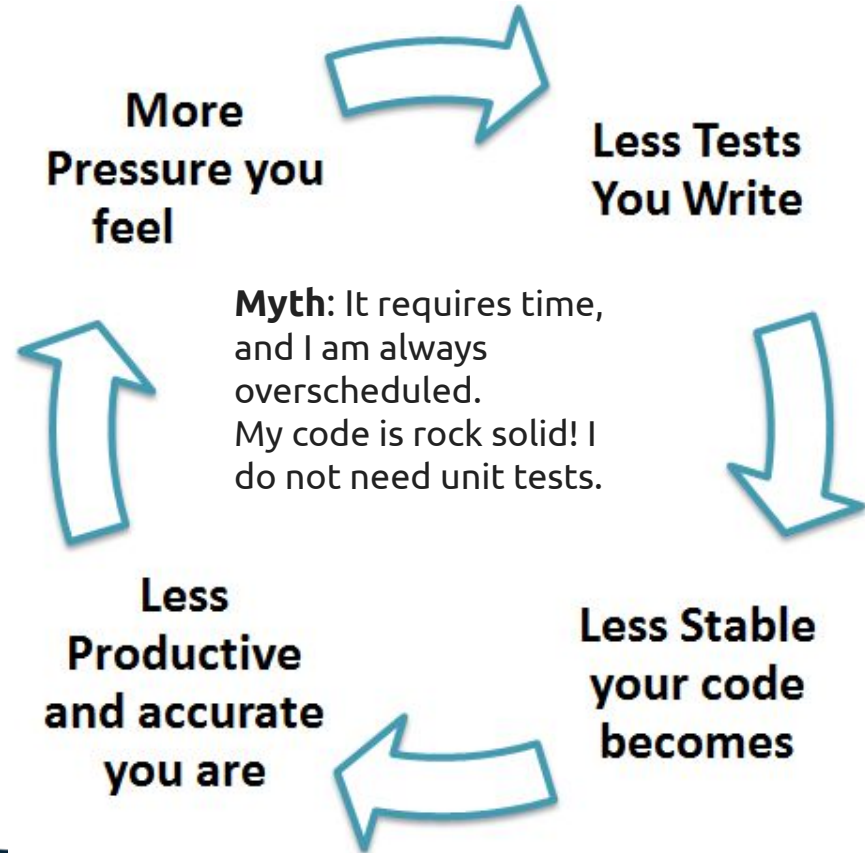 More
Pressure you
feel
Less Tests
You Write
Myth: It requires time,
and I am always
overscheduled.
My code is rock solid! I
do not need unit tests.
Less
Productive
and accurate
you are
Less Stable
your code
becomes